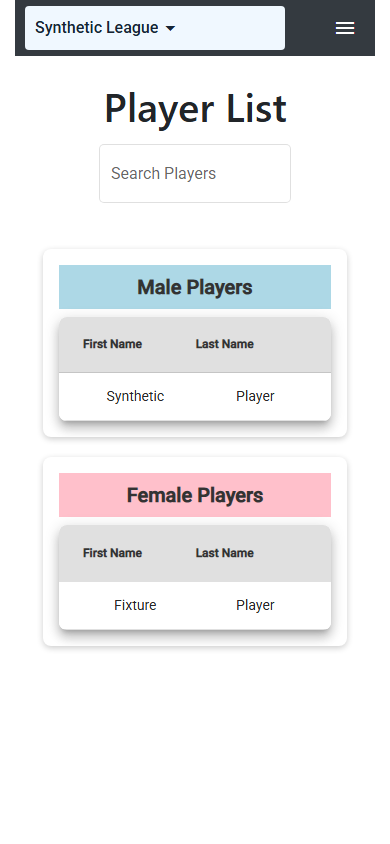 Synthetic League
Player List
Search Players
Male Players
First Name Last Name
Synthetic Player
Female Players
First Name Last Name
Fixture Player